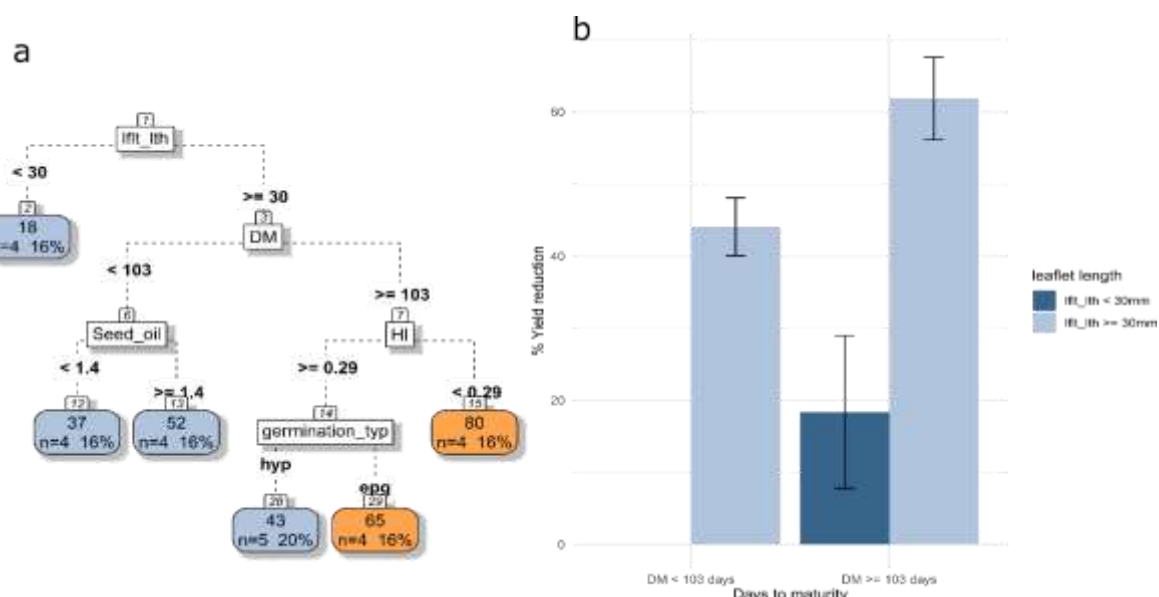 a
1
lflt_lth
< 30
>= 30
2
18
=4 16%
3
DM
< 103
>= 103
6
Seed_oil
7
HI
< 1.4
>= 1.4
>= 0.29
< 0.29
12
37
n=4 16%
13
52
n=4 16%
14
germination_typ
15
80
n=4 16%
hyp
epg
28
43
n=5 20%
29
65
n=4 16%
b
% Yield reduction
60
40
20
0
DM < 103 days
DM >= 103 days
Days to maturity
leaflet length
lflt_lth < 30mm
lflt_lth >= 30mm